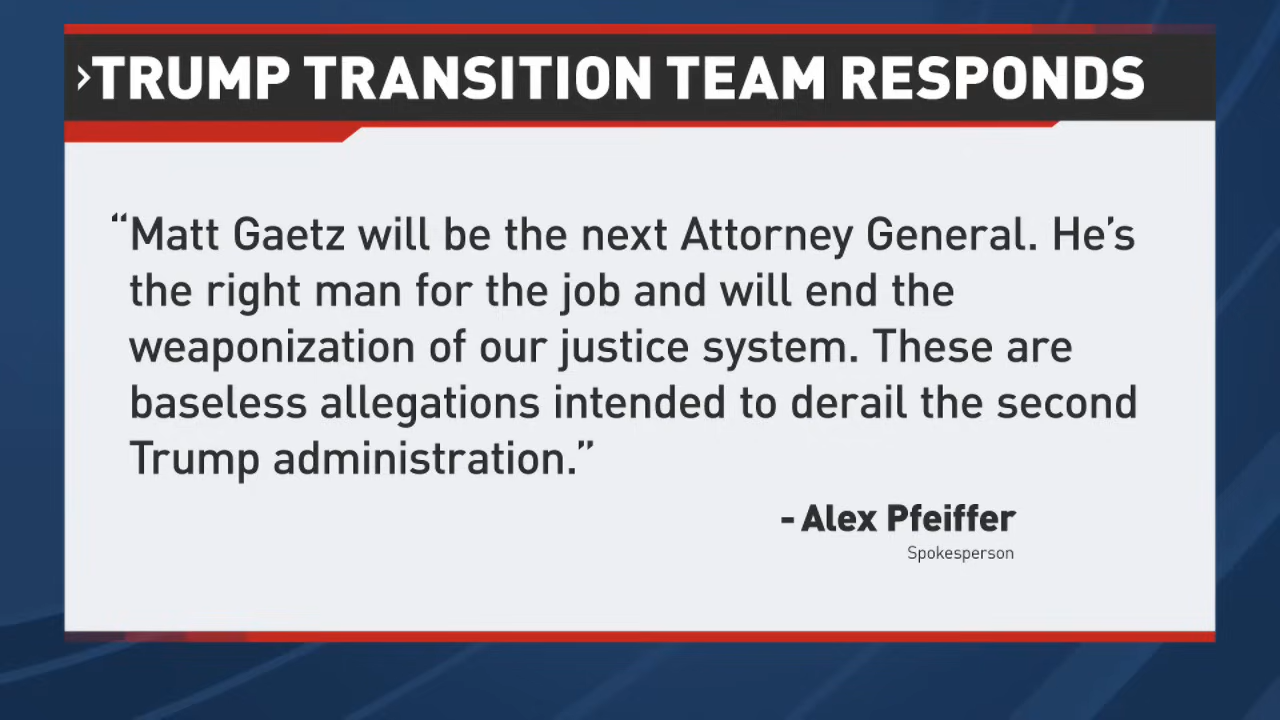 ›TRUMP TRANSITION TEAM RESPONDS
“Matt Gaetz will be the next Attorney General. He’s
the right man for the job and will end the
weaponization of our justice system. These are
baseless allegations intended to derail the second
Trump administration.”
- Alex Pfeiffer
Spokesperson